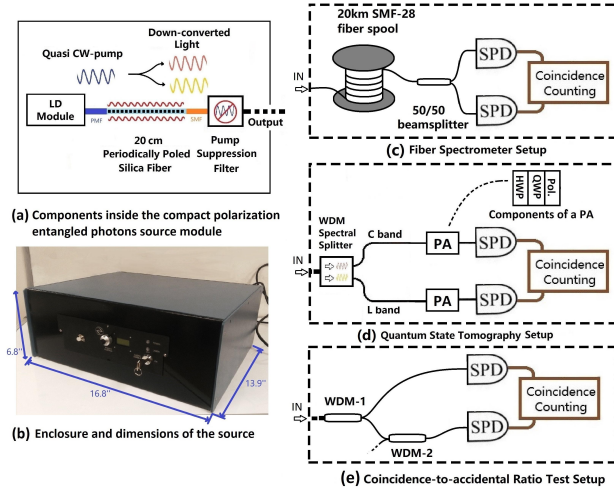 Down-converted
Light
Quasi CW-pump
LD
Module
PMF
SMF
Output
20 cm
Periodically Poled
Silica Fiber
Pump
Suppression
Filter
(a) Components inside the compact polarization
entangled photons source module
6.8"
16.8"
13.9"
(b) Enclosure and dimensions of the source
20km SMF-28
fiber spool
IN
SPD
SPD
Coincidence
Counting
50/50
beamsplitter
(c) Fiber Spectrometer Setup
HWP
QWP
Pol.
Components of a PA
WDM
Spectral
Splitter
C band
PA
SPD
IN
Coincidence
Counting
L band
PA
SPD
(d) Quantum State Tomography Setup
SPD
IN
WDM-1
Coincidence
Counting
SPD
WDM-2
(e) Coincidence-to-accidental Ratio Test Setup